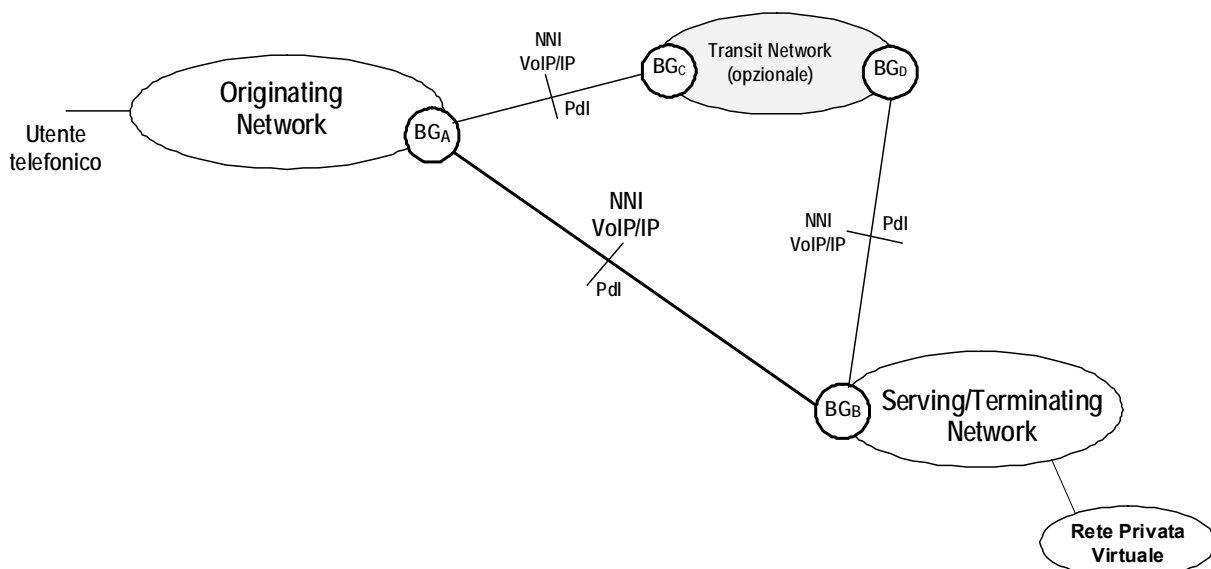 NNI
VoIP/IP
PdI
BGC
Transit Network
(opzionale)
BGD
Originating
Network
BGA
Utente
telefonico
NNI
VoIP/IP
PdI
NNI
VoIP/IP
PdI
BGB
Serving/Terminating
Network
Rete Privata
Virtuale